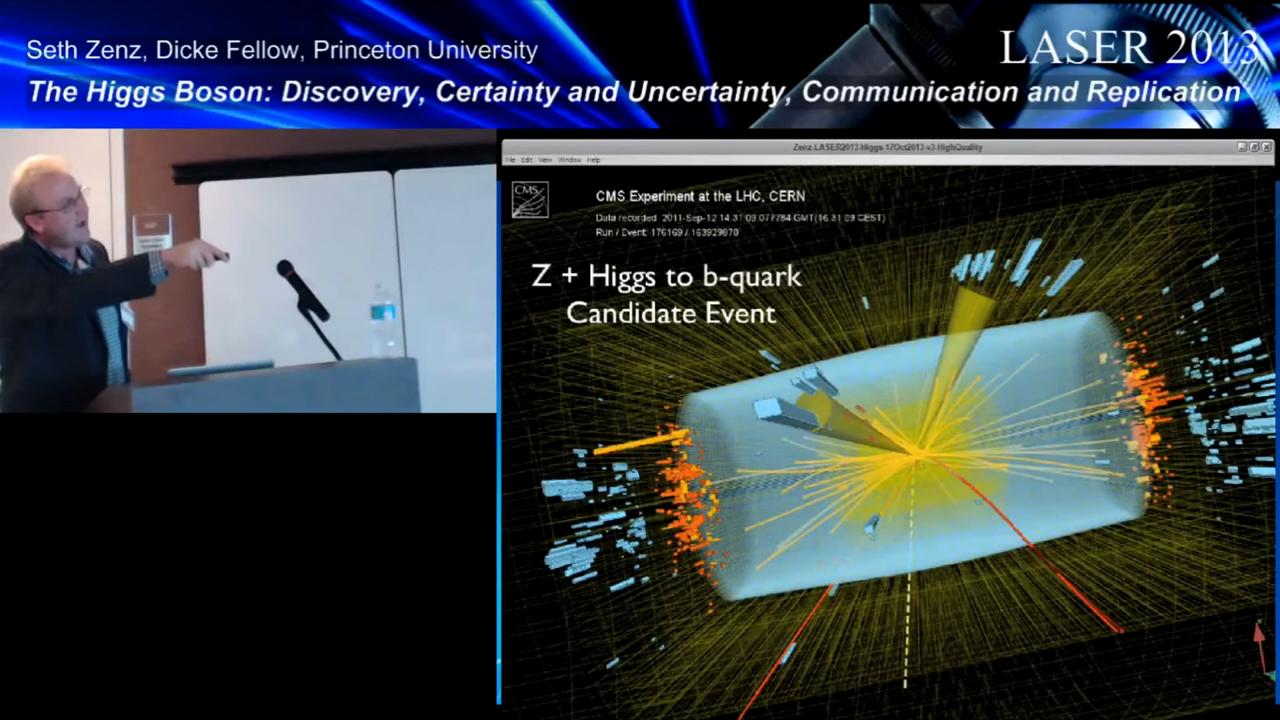 Seth Zenz, Dicke Fellow, Princeton University
LASER 2013
The Higgs Boson: Discovery, Certainty and Uncertainty, Communication and Replication
Zenz-LASER2013-Higgs-17Oct2013-v3-HighQuality
File Edit View Window Help
CMS
CMS Experiment at the LHC, CERN
Data recorded: 2011-Sep-12 14:31:09.077784 GMT(16:31:09 CEST)
Run / Event: 176169 / 163929870
Z + Higgs to b-quark
Candidate Event